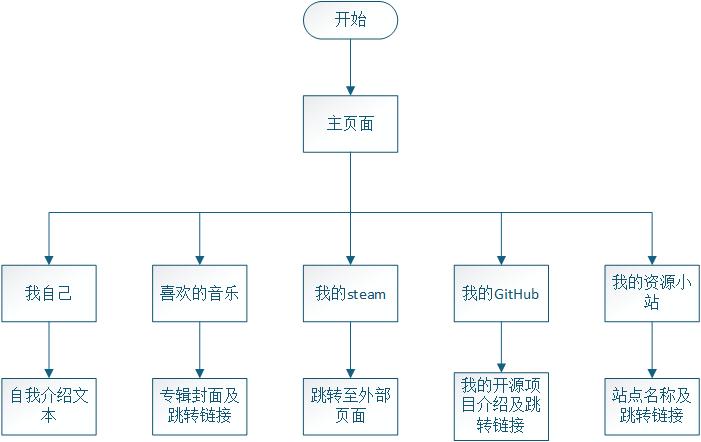 开始
主页面
我自己
喜欢的音乐
我的steam
我的GitHub
我的资源小
站
自我介绍文
本
专辑封面及
跳转链接
跳转至外部
页面
我的开源项
目介绍及跳
转链接
站点名称及
跳转链接